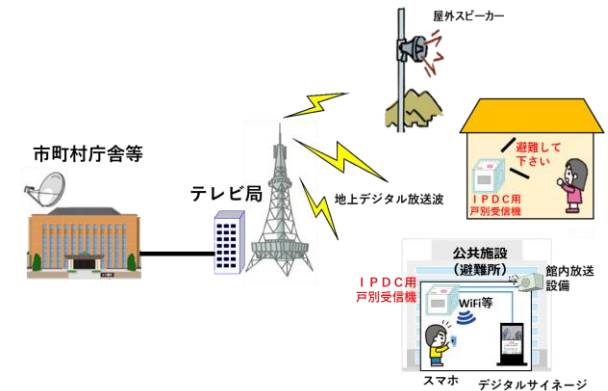 屋外スピーカー
市町村庁舎等
テレビ局
地上デジタル放送波
避難して
下さい
ＩＰＤＣ用
戸別受信機
公共施設
（避難所）
ＩＰＤＣ用
戸別受信機
館内放送
設備
WiFi等
スマホ
デジタルサイネージ